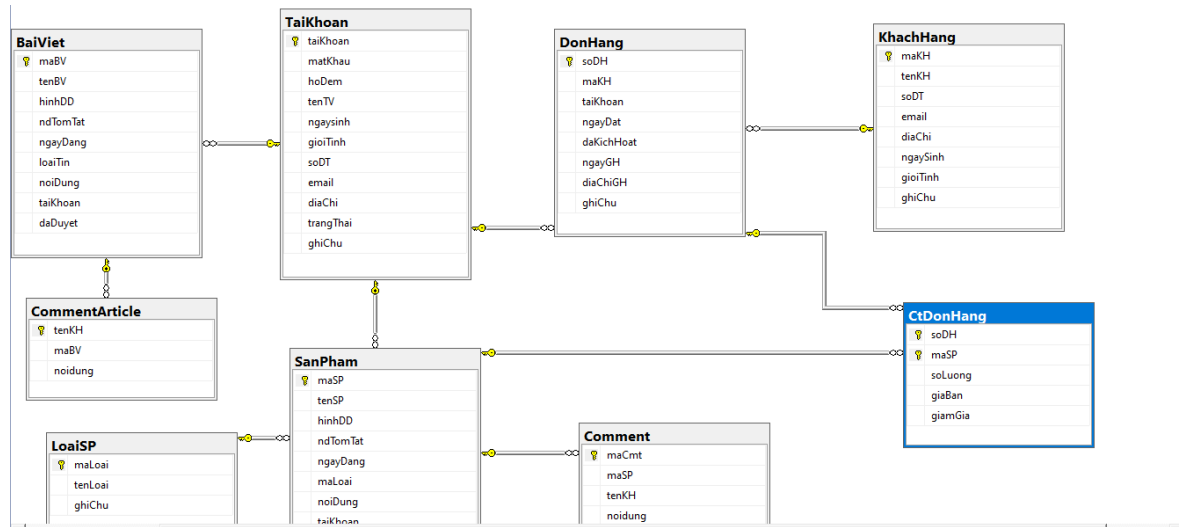 BaiViet
maBV
tenBV
hinhDD
ndTomTat
ngayDang
loaiTin
noiDung
taiKhoan
daDuyet
TaiKhoan
taiKhoan
matKhau
hoDem
tenTV
ngaysinh
gioiTinh
soDT
email
diaChi
trangThai
ghiChu
DonHang
soDH
maKH
taiKhoan
ngayDat
daKichHoat
ngayGH
diaChiGH
ghiChu
KhachHang
maKH
tenKH
soDT
email
diaChi
ngaySinh
gioiTinh
ghiChu
CommentArticle
tenKH
maBV
noidung
SanPham
maSP
tenSP
hinhDD
ndTomTat
ngayDang
maLoai
noiDung
taiKhoan
CtDonHang
soDH
maSP
soLuong
giaBan
giamGia
LoaiSP
maLoai
tenLoai
ghiChu
Comment
maCmt
maSP
tenKH
noidung